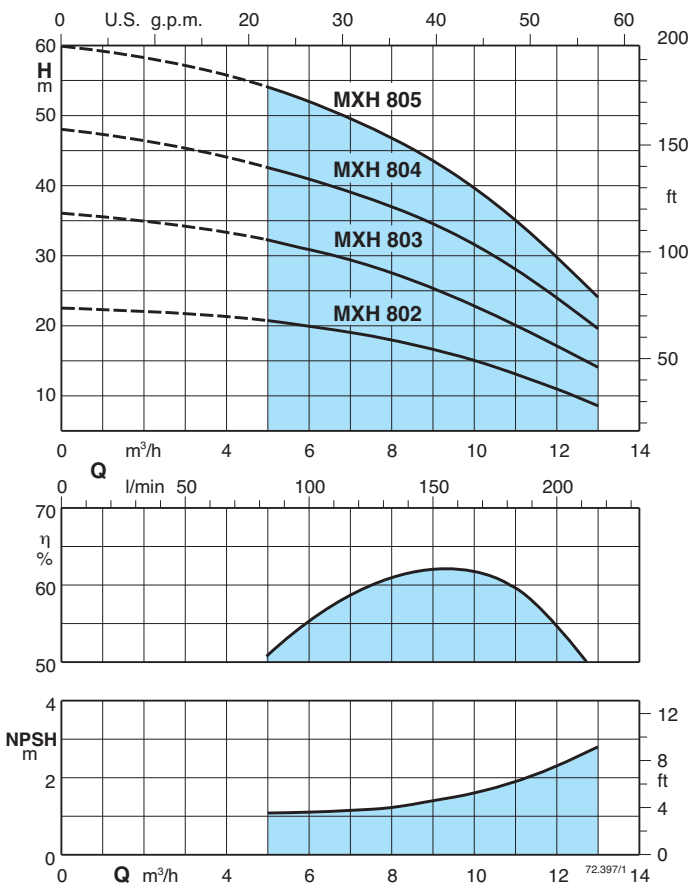 0 U.S. g.p.m. 20 30 40 50 60
60 200
H
m
50 MXH 805
150
40 MXH 804
ft
30 MXH 803 100
20 MXH 802
50
10
0 m³/h 4 6 8 10 12 14
Q
0 l/min 50 100 150 200
70
η
%
60
50
4 12
NPSH
m 8
2 ft
4
0 0
72.397/1
0 Q m³/h 4 6 8 10 12 14